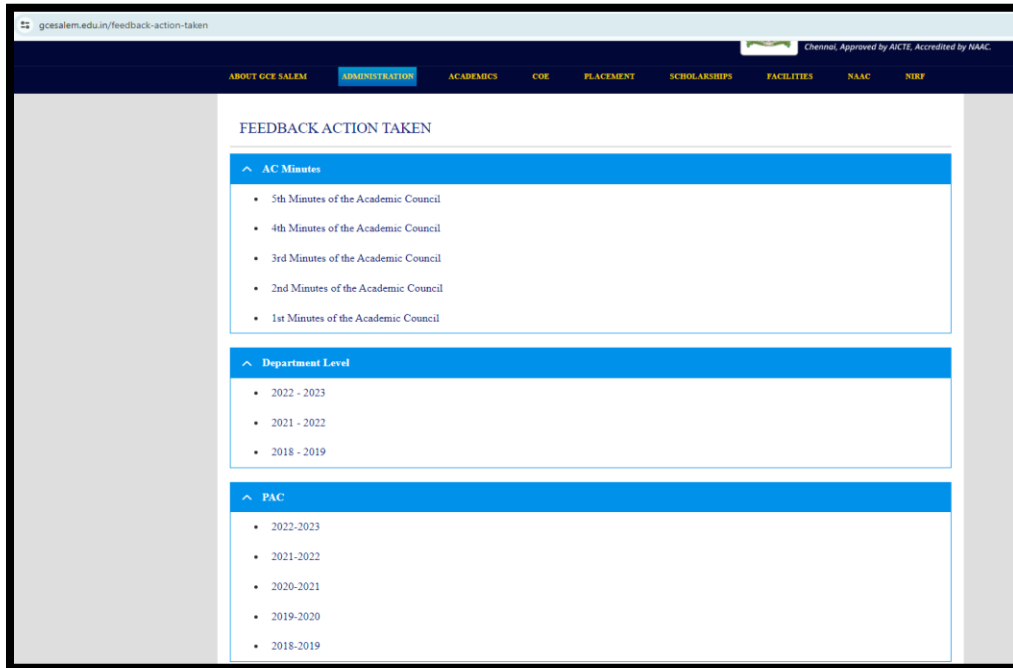 gcesalem.edu.in/feedback-action-taken
Chennai, Approved by AICTE, Accredited by NAAC.
ABOUT GCE SALEM ADMINISTRATION ACADEMICS COE PLACEMENT SCHOLARSHIPS FACILITIES NAAC NIRF
FEEDBACK ACTION TAKEN
AC Minutes
5th Minutes of the Academic Council
4th Minutes of the Academic Council
3rd Minutes of the Academic Council
2nd Minutes of the Academic Council
1st Minutes of the Academic Council
Department Level
2022 - 2023
2021 - 2022
2018 - 2019
PAC
2022-2023
2021-2022
2020-2021
2019-2020
2018-2019